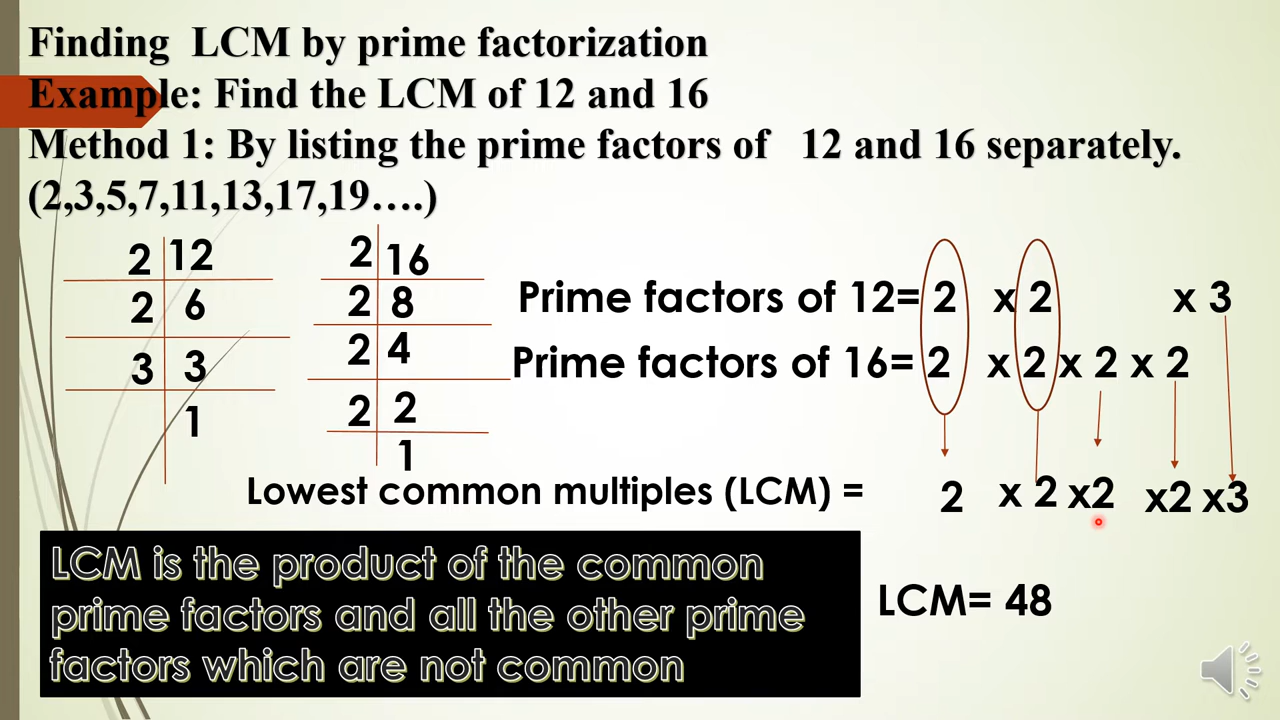 Finding LCM by prime factorization
Example: Find the LCM of 12 and 16
Method 1: By listing the prime factors of 12 and 16 separately.
(2,3,5,7,11,13,17,19….)
2 12
2 6
3 3
1
2 16
2 8
2 4
2 2
1
Prime factors of 12= 2 x 2 x 3
Prime factors of 16= 2 x 2 x 2 x 2
Lowest common multiples (LCM) = 2 x 2 x2 x2 x3
LCM is the product of the common
prime factors and all the other prime
factors which are not common
LCM= 48